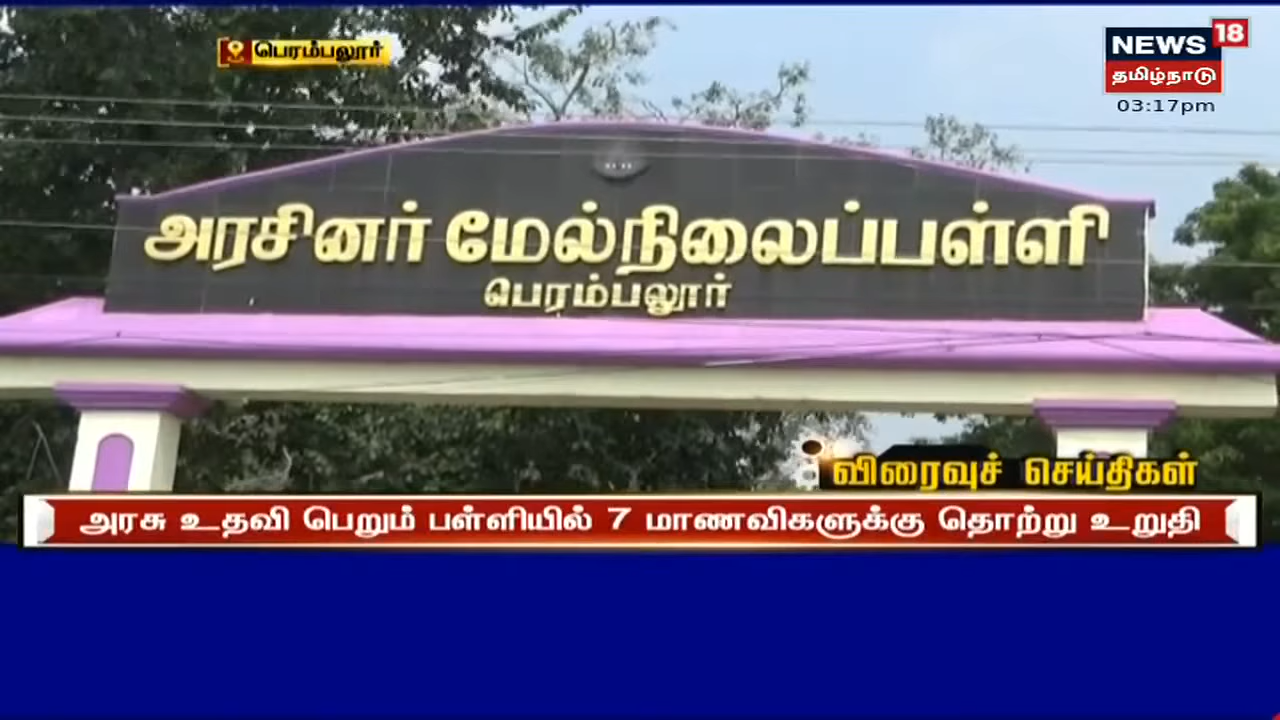 பெரம்பலூர்
NEWS 18
தமிழ்நாடு
03:17pm
அரசினர் மேல்நிலைப்பள்ளி
பெரம்பலூர்
விரைவுச் செய்திகள்
அரசு உதவி பெறும் பள்ளியில் 7 மாணவிகளுக்கு தொற்று உறுதி